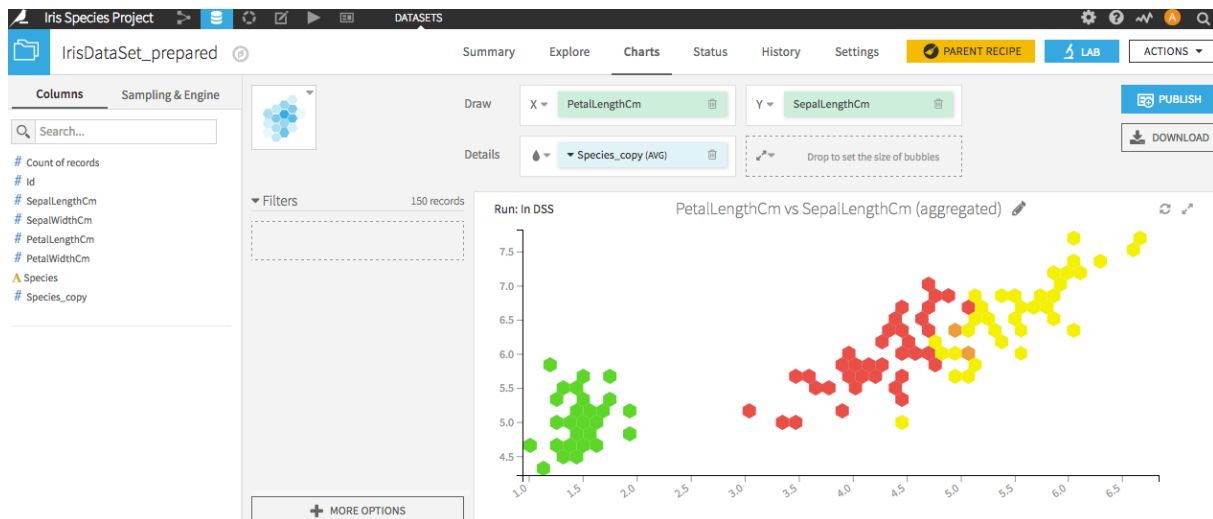 Iris Species Project DATASETS A
IrisDataSet_prepared Summary Explore Charts Status History Settings PARENT RECIPE LAB ACTIONS
Columns Sampling & Engine
Search...
# Count of records
# Id
# SepalLengthCm
# SepalWidthCm
# PetalLengthCm
# PetalWidthCm
A Species
# Species_copy
Draw X PetalLengthCm Y SepalLengthCm
Details Species_copy (AVG) Drop to set the size of bubbles
PUBLISH
DOWNLOAD
Filters 150 records
MORE OPTIONS
Run: In DSS PetalLengthCm vs SepalLengthCm (aggregated)
7.5
7.0
6.5
6.0
5.5
5.0
4.5
1.0 1.5 2.0 2.5 3.0 3.5 4.0 4.5 5.0 5.5 6.0 6.5